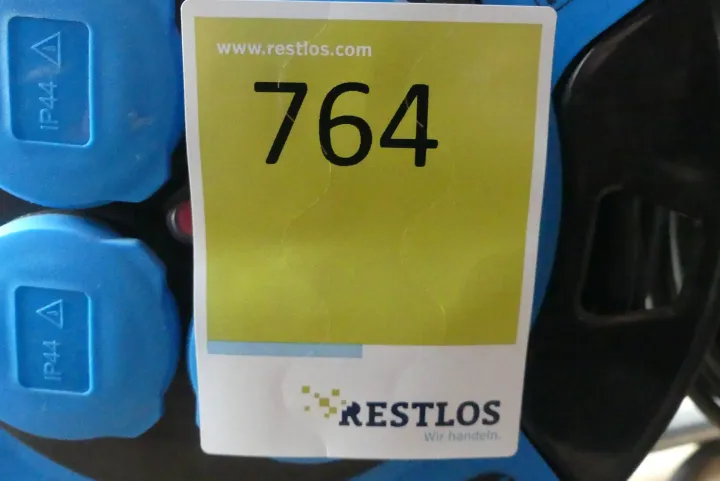 www.restlos.com
764
IP44
IP44
RESTLOS
Wir handeln.